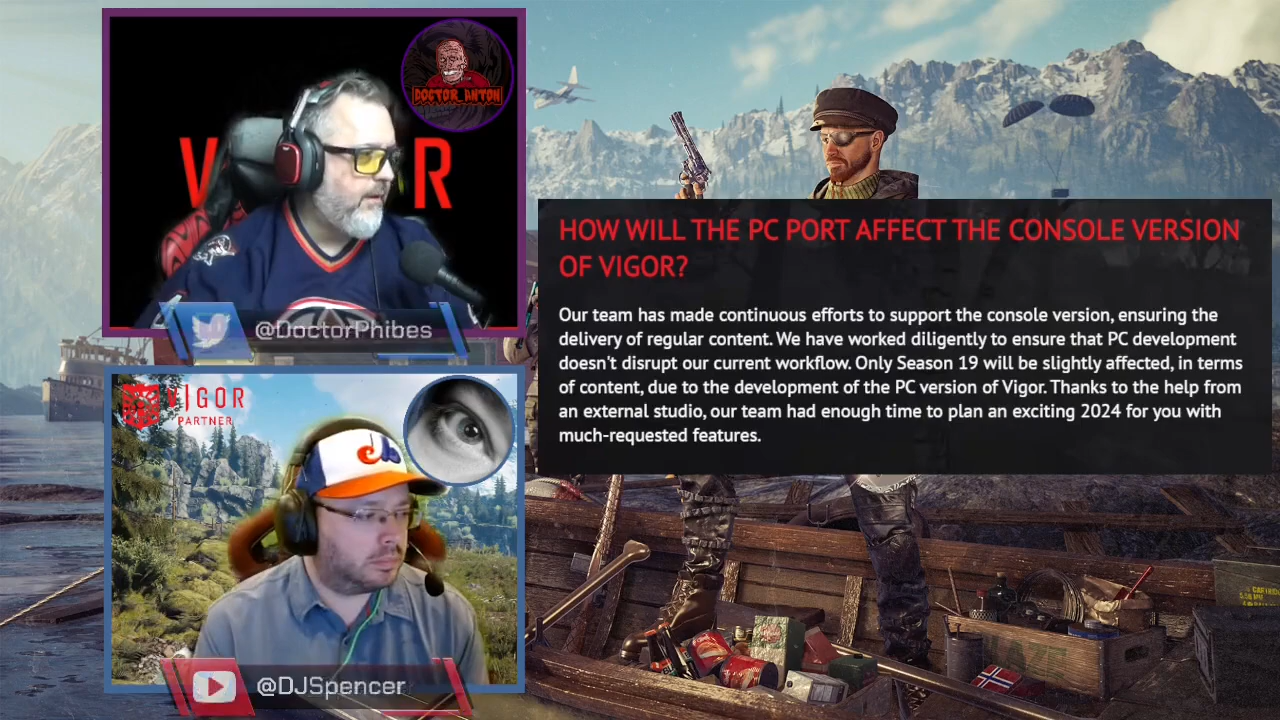 DOCTOR ANTON
V
R
@DoctorPhibes
VIGOR
PARTNER
@DJSpencer
HOW WILL THE PC PORT AFFECT THE CONSOLE VERSION
OF VIGOR?
Our team has made continuous efforts to support the console version, ensuring the
delivery of regular content. We have worked diligently to ensure that PC development
doesn't disrupt our current workflow. Only Season 19 will be slightly affected, in terms
of content, due to the development of the PC version of Vigor. Thanks to the help from
an external studio, our team had enough time to plan an exciting 2024 for you with
much-requested features.